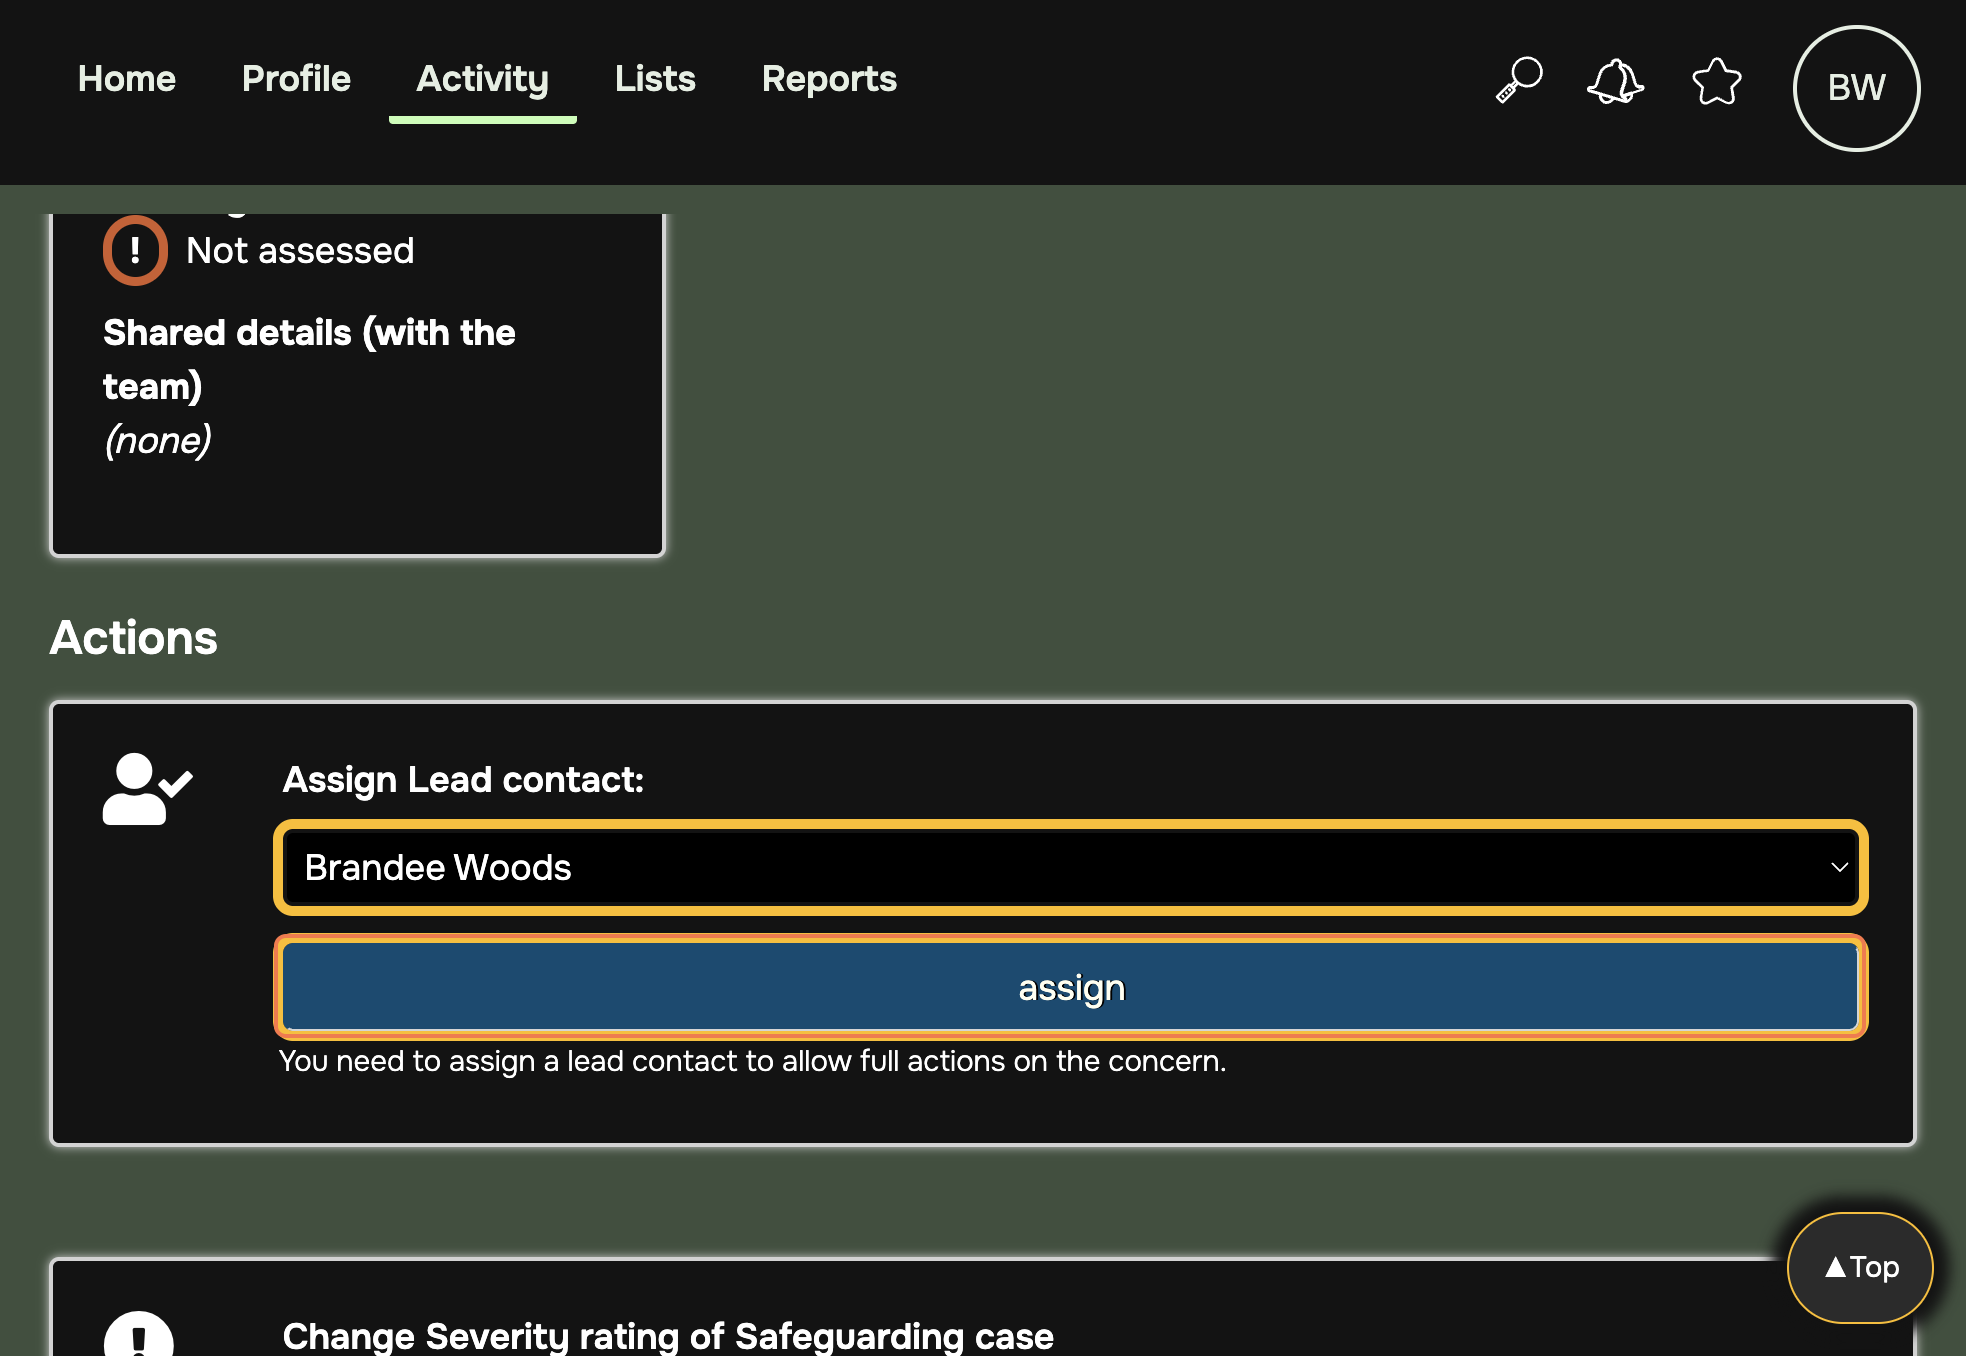 Home Profile Activity Lists Reports
BW
! Not assessed
Shared details (with the
team)
(none)
Actions
Assign Lead contact:
Brandee Woods
assign
You need to assign a lead contact to allow full actions on the concern.
▲Top
! Change Severity rating of Safeguarding case